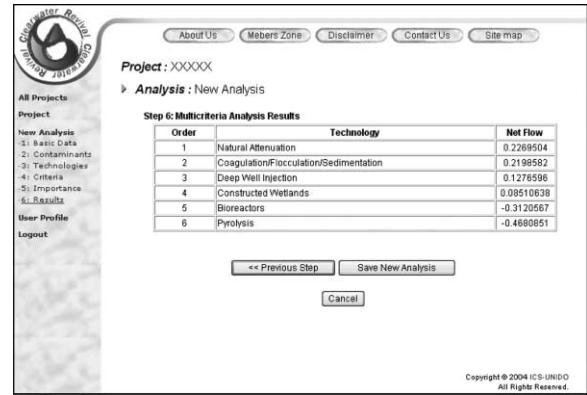 Clearwater Revival Clearwater Revival
About Us Mebers Zone Disclaimer Contact Us Site map
Project : XXXXX
Analysis : New Analysis
All Projects
Project
New Analysis
-1: Basic Data
-2: Contaminants
-3: Technologies
-4: Criteria
-5: Importance
-6: Results
User Profile
Logout
Step 6: Multicriteria Analysis Results
Order Technology Net Flow
1 Natural Attenuation 0.2269504
2 Coagulation/Flocculation/Sedimentation 0.2198582
3 Deep Well Injection 0.1276596
4 Constructed Wetlands 0.08510638
5 Bioreactors -0.3120567
6 Pyrolysis -0.4680851
<< Previous Step Save New Analysis
Cancel
Copyright © 2004 ICS-UNIDO
All Rights Reserved.